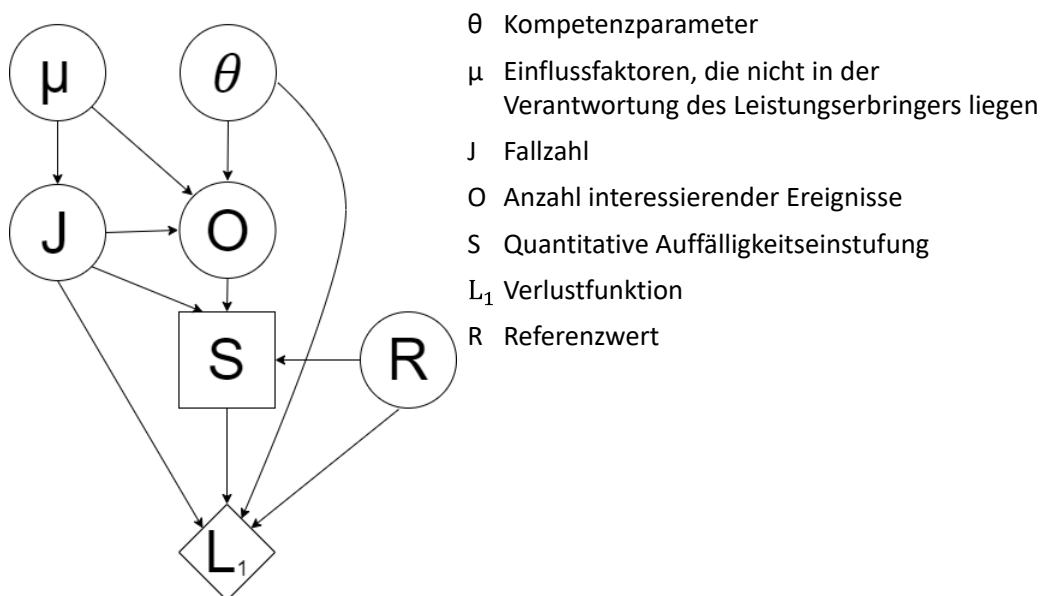 μ
θ
J
O
S
R
L₁
θ Kompetenzparameter
μ Einflussfaktoren, die nicht in der
Verantwortung des Leistungserbringers liegen
J Fallzahl
O Anzahl interessierender Ereignisse
S Quantitative Auffälligkeitseinstufung
L₁ Verlustfunktion
R Referenzwert